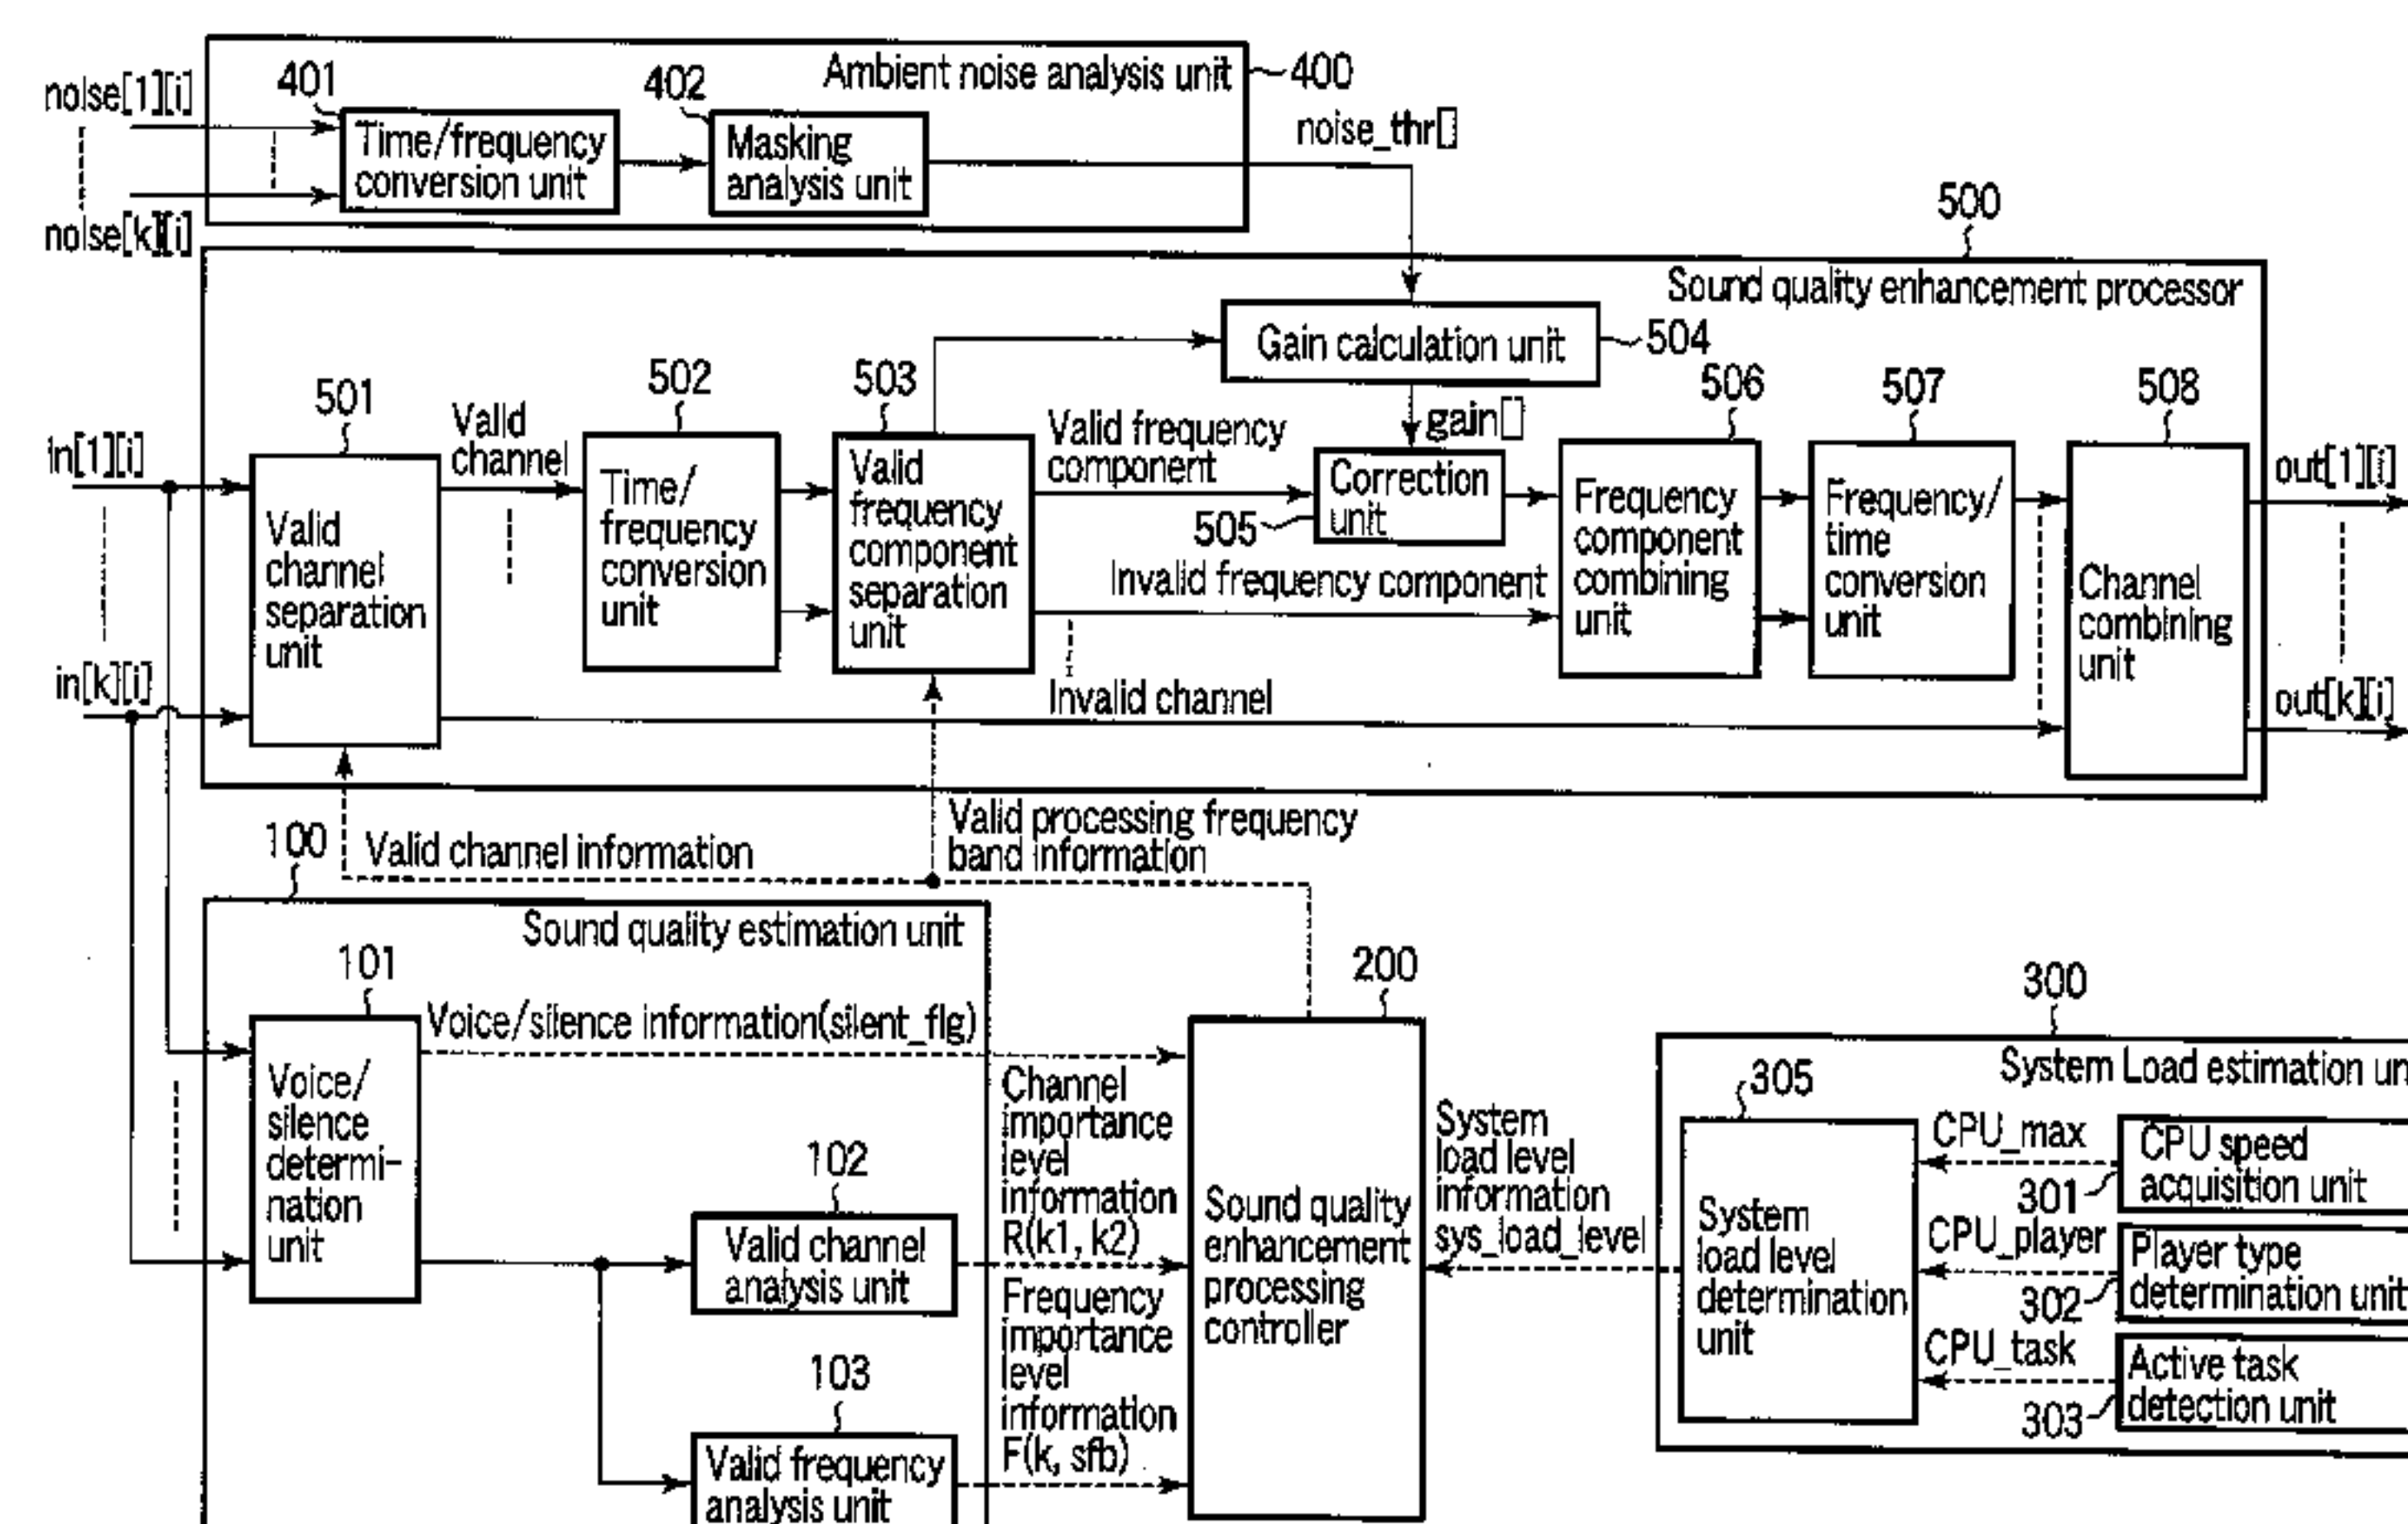 Ambient noise analysis unit
400
noise[1][i]
401
402
Time/frequency
conversion unit
Masking
analysis unit
noise_thr[]
noise[k][i]
500
Sound quality enhancement processor
Gain calculation unit
504
501
502
503
506
507
508
Valid
channel
Valid frequency
component
gain[]
in[1][i]
out[1][i]
Valid
channel
separation
unit
Time/
frequency
conversion
unit
Valid
frequency
component
separation
unit
Correction
unit
505
Invalid frequency component
Frequency
component
combining
unit
Frequency/
time
conversion
unit
Channel
combining
unit
in[k][i]
Invalid channel
out[k][i]
100
Valid channel information
Valid processing frequency
band information
Sound quality estimation unit
101
200
300
Voice/silence information(silent_flg)
System Load estimation un
Voice/
silence
determi-
nation
unit
Channel
importance
level
information
R(k1, k2)
102
Valid channel
analysis unit
Frequency
importance
level
information
F(k, sfb)
103
Valid frequency
analysis unit
Sound quality
enhancement
processing
controller
System
load level
information
sys_load_level
305
System
load level
determination
unit
CPU_max
CPU speed
acquisition unit
301
CPU_player
Player type
determination unit
302
CPU_task
Active task
detection unit
303